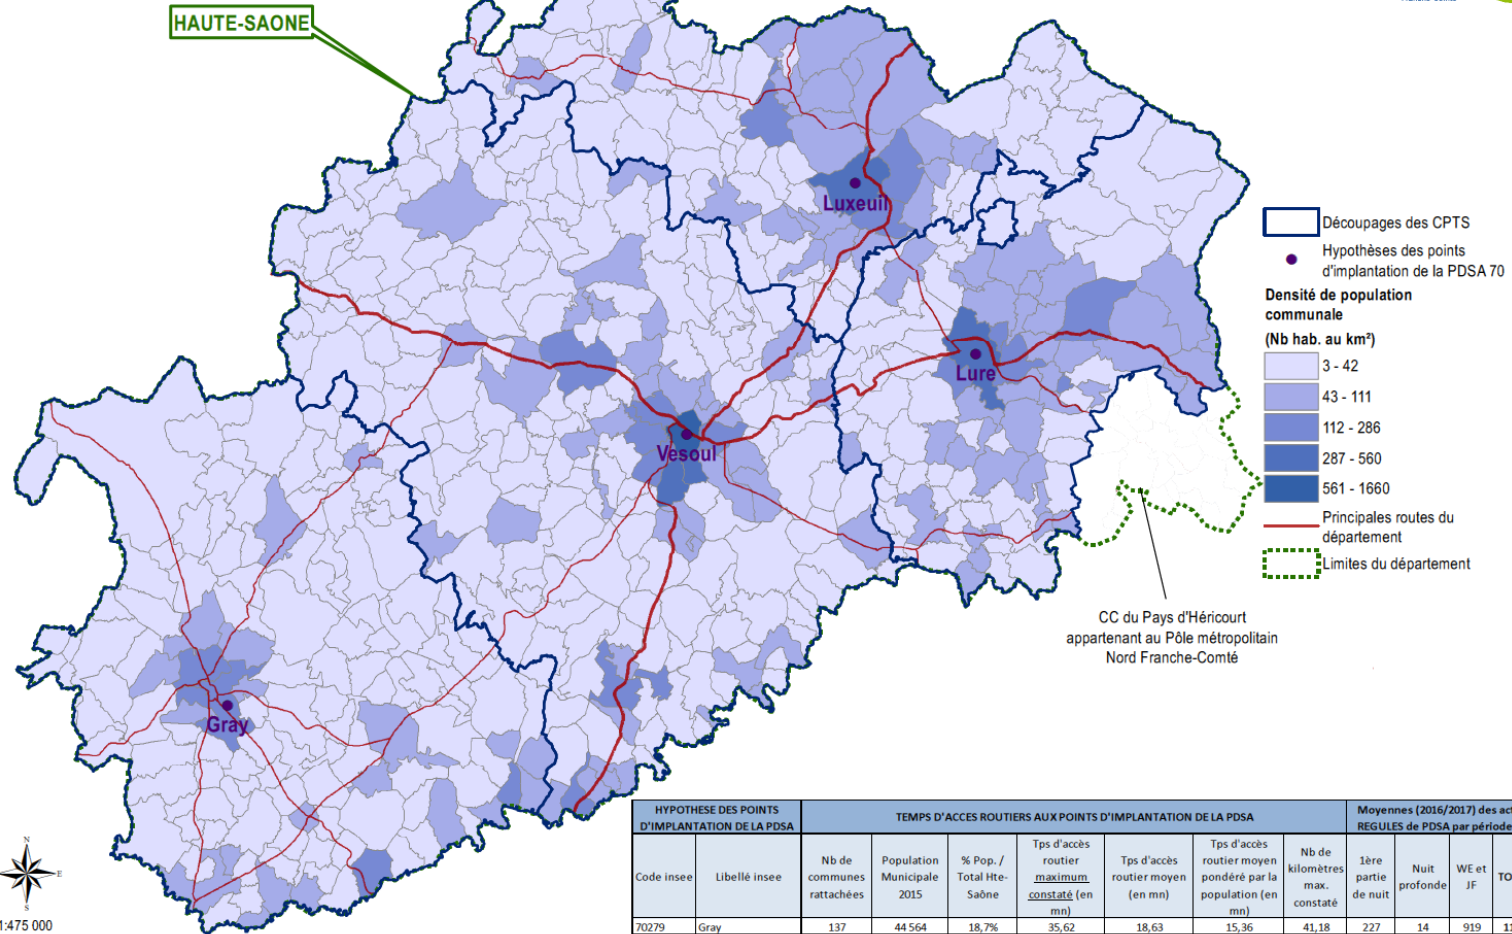 HAUTE-SAONE
Luxeuil
Lure
Vesoul
Gray
Découpages des CPTS
Hypothèses des points
d'implantation de la PDSA 70
Densité de population
communale
(Nb hab. au km²)
3 - 42
43 - 111
112 - 286
287 - 560
561 - 1660
Principales routes du
département
Limites du département
CC du Pays d'Héricourt
appartenant au Pôle métropolitain
Nord Franche-Comté
N
E
S
1:475 000
HYPOTHESE DES POINTS
D'IMPLANTATION DE LA PDSA
TEMPS D'ACCES ROUTIERS AUX POINTS D'IMPLANTATION DE LA PDSA
Moyennes (2016/2017) des
REGULES de PDSA par période
Code insee
Libellé insee
Nb de
communes
rattachées
Population
Municipale
2015
% Pop. /
Total Hte-
Saône
Tps d'accès
routier
maximum
constaté (en
mn)
Tps d'accès
routier moyen
(en mn)
Tps d'accès
routier moyen
pondéré par la
population (en
mn)
Nb de
kilomètres
max.
constaté
1ère
partie
de nuit
Nuit
profonde
WE et
JF
70279 Gray 137 44 564 18,7% 35,62 18,63 15,36 41,18 227 14 919